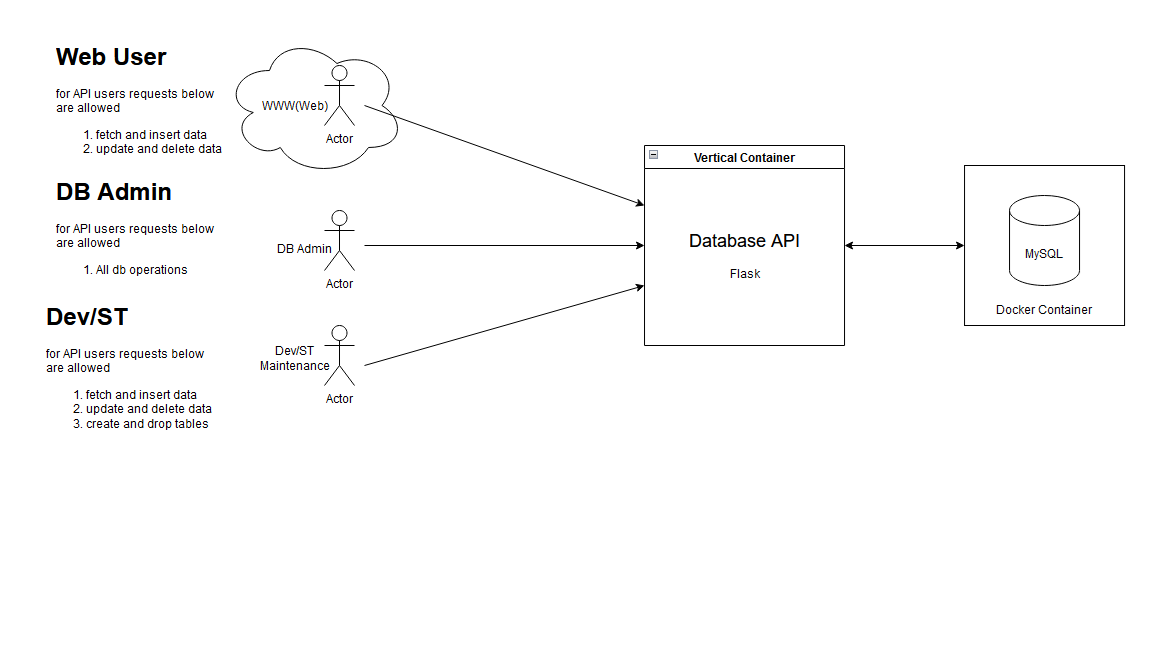 Web User
for API users requests below
are allowed
1. fetch and insert data
2. update and delete data
WWW(Web)
Actor
DB Admin
for API users requests below
are allowed
1. All db operations
DB Admin
Actor
Dev/ST
for API users requests below
are allowed
1. fetch and insert data
2. update and delete data
3. create and drop tables
Dev/ST
Maintenance
Actor
Vertical Container
Database API
Flask
MySQL
Docker Container